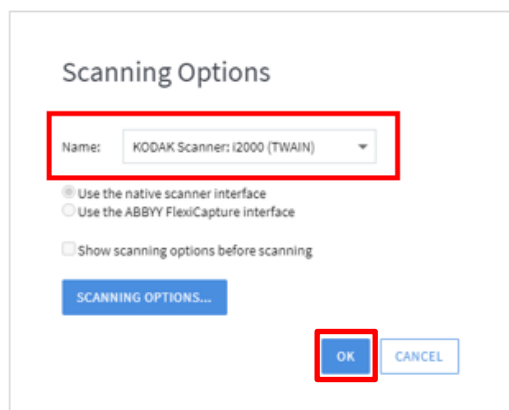 Scanning Options
Name: KODAK Scanner: i2000 (TWAIN)
Use the native scanner interface
Use the ABBYY FlexiCapture interface
Show scanning options before scanning
SCANNING OPTIONS...
OK CANCEL